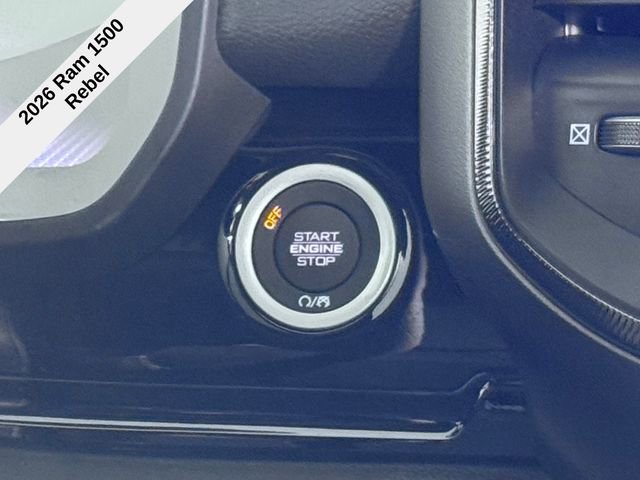 2026 Ram 1500
Rebel
OFF
START
ENGINE
STOP